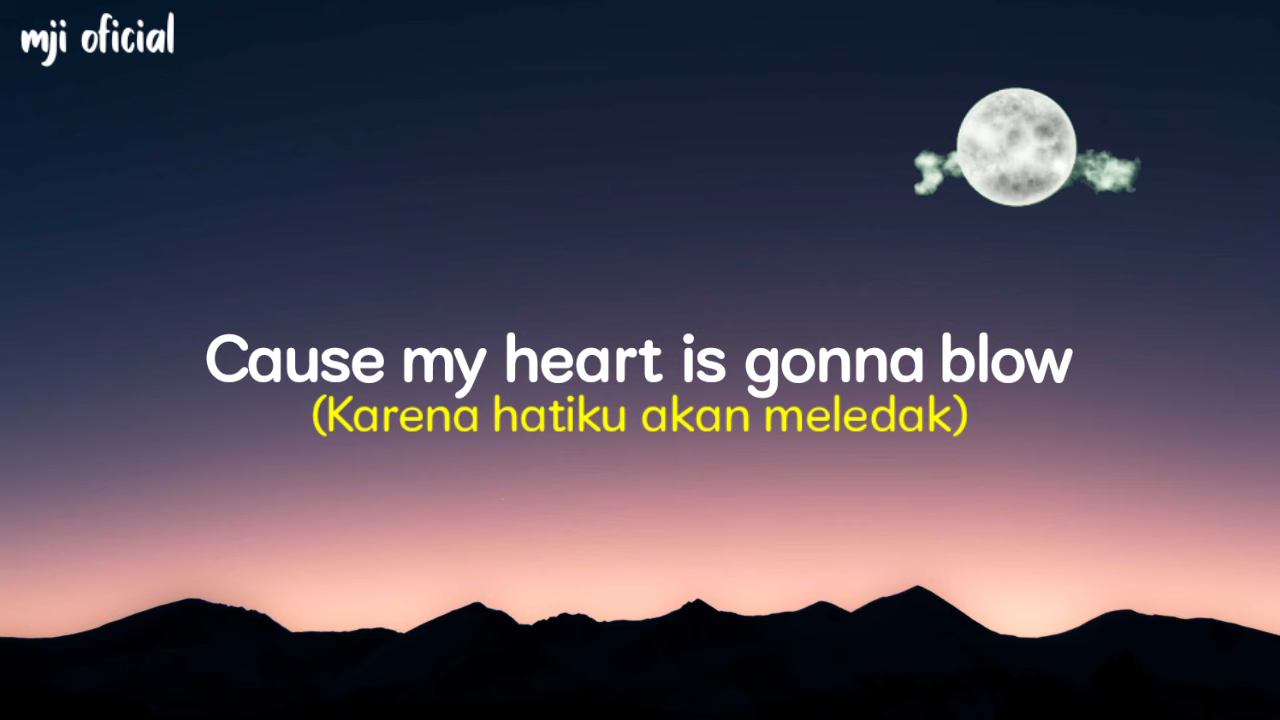 mji oficial
Cause my heart is gonna blow
(Karena hatiku akan meledak)